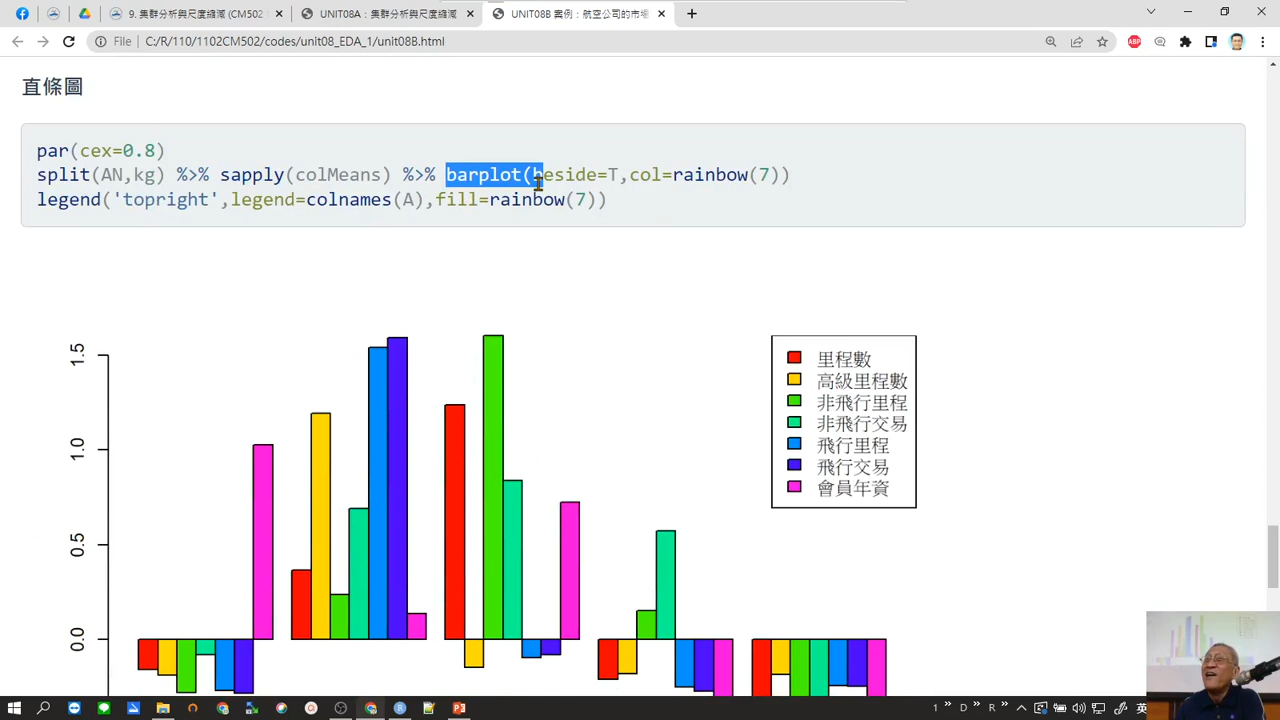 9. 集群分析與尺度縮減 (CM502
UNIT08A：集群分析與尺度縮減
UNIT08B 案例：航空公司的市場
File C:/R/110/1102CM502/codes/unit08_EDA_1/unit08B.html
直條圖
par(cex=0.8)
split(AN,kg) %>% sapply(colMeans) %>% barplot(beside=T,col=rainbow(7))
legend('topright',legend=colnames(A),fill=rainbow(7))
1.5
1.0
0.5
0.0
里程數
高級里程數
非飛行里程
非飛行交易
飛行里程
飛行交易
會員年資
1 » D » R » 英